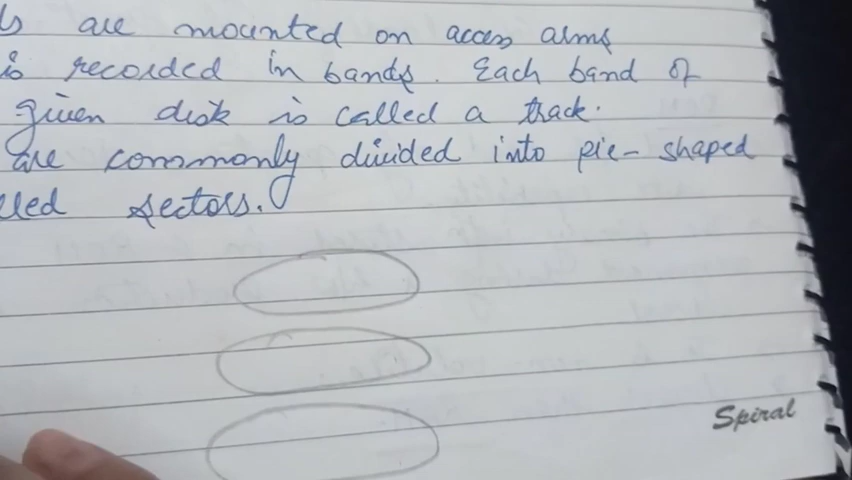 are mounted on access arms
is recorded in bands. Each band of
given disk is called a track.
are commonly divided into pie-shaped
sectors.
Spiral